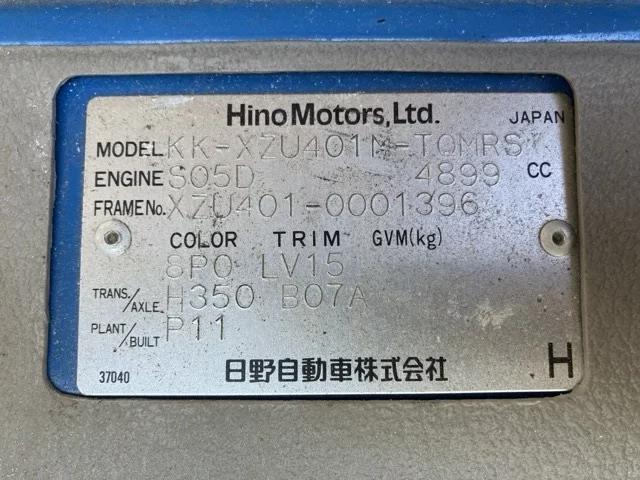 Hino Motors, Ltd. JAPAN
MODEL KK-XZU401M-TQMRS
ENGINE S05D 4899 CC
FRAME No. XZU401-0001396
COLOR TRIM GVM(kg)
8P0 LV15
TRANS./AXLE H350 B07A
PLANT/BUILT P11
37040 日野自動車株式会社 H